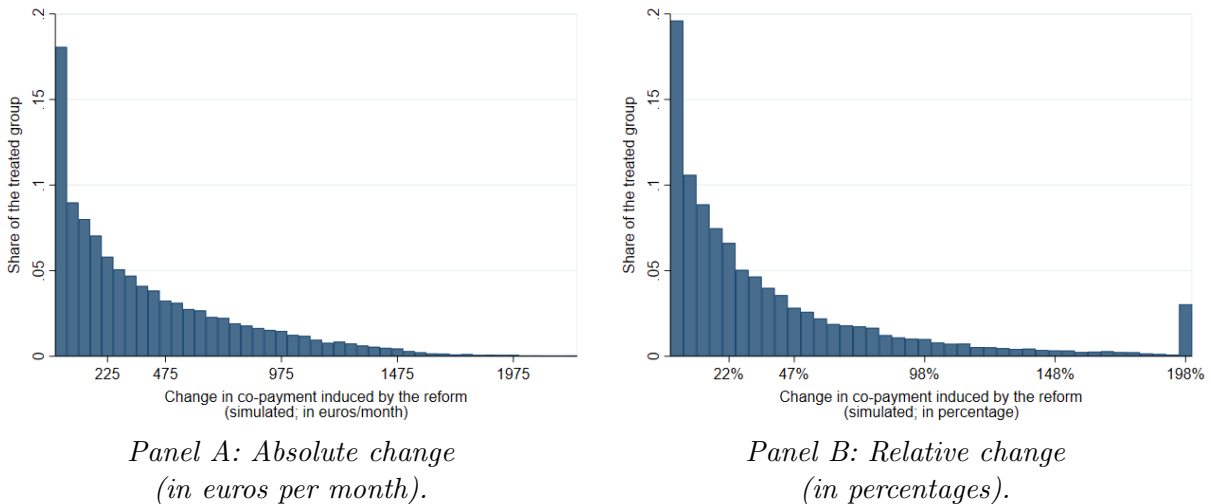 .2
.15
.1
.05
0
Share of the treated group
225 475 975 1475 1975
Change in co-payment induced by the reform
(simulated; in euros/month)
Panel A: Absolute change
(in euros per month).
.2
.15
.1
.05
0
Share of the treated group
22% 47% 98% 148% 198%
Change in co-payment induced by the reform
(simulated; in percentage)
Panel B: Relative change
(in percentages).